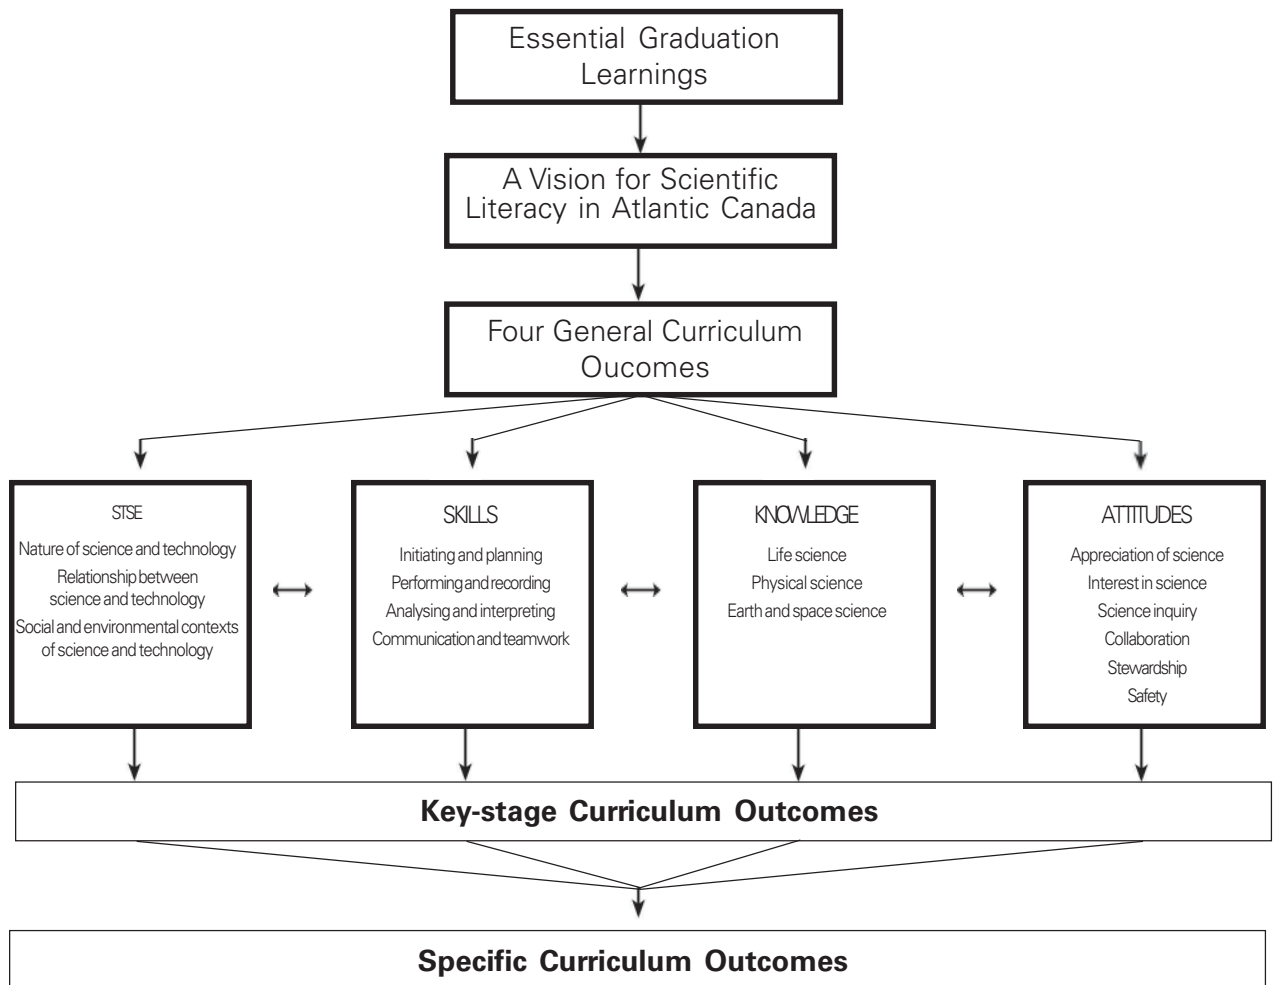 Essential Graduation
Learnings
A Vision for Scientific
Literacy in Atlantic Canada
Four General Curriculum
Oucomes
STSE
Nature of science and technology
Relationship between
science and technology
Social and environmental contexts
of science and technology
SKILLS
Initiating and planning
Performing and recording
Analysing and interpreting
Communication and teamwork
KNOWLEDGE
Life science
Physical science
Earth and space science
ATTITUDES
Appreciation of science
Interest in science
Science inquiry
Collaboration
Stewardship
Safety
Key-stage Curriculum Outcomes
Specific Curriculum Outcomes